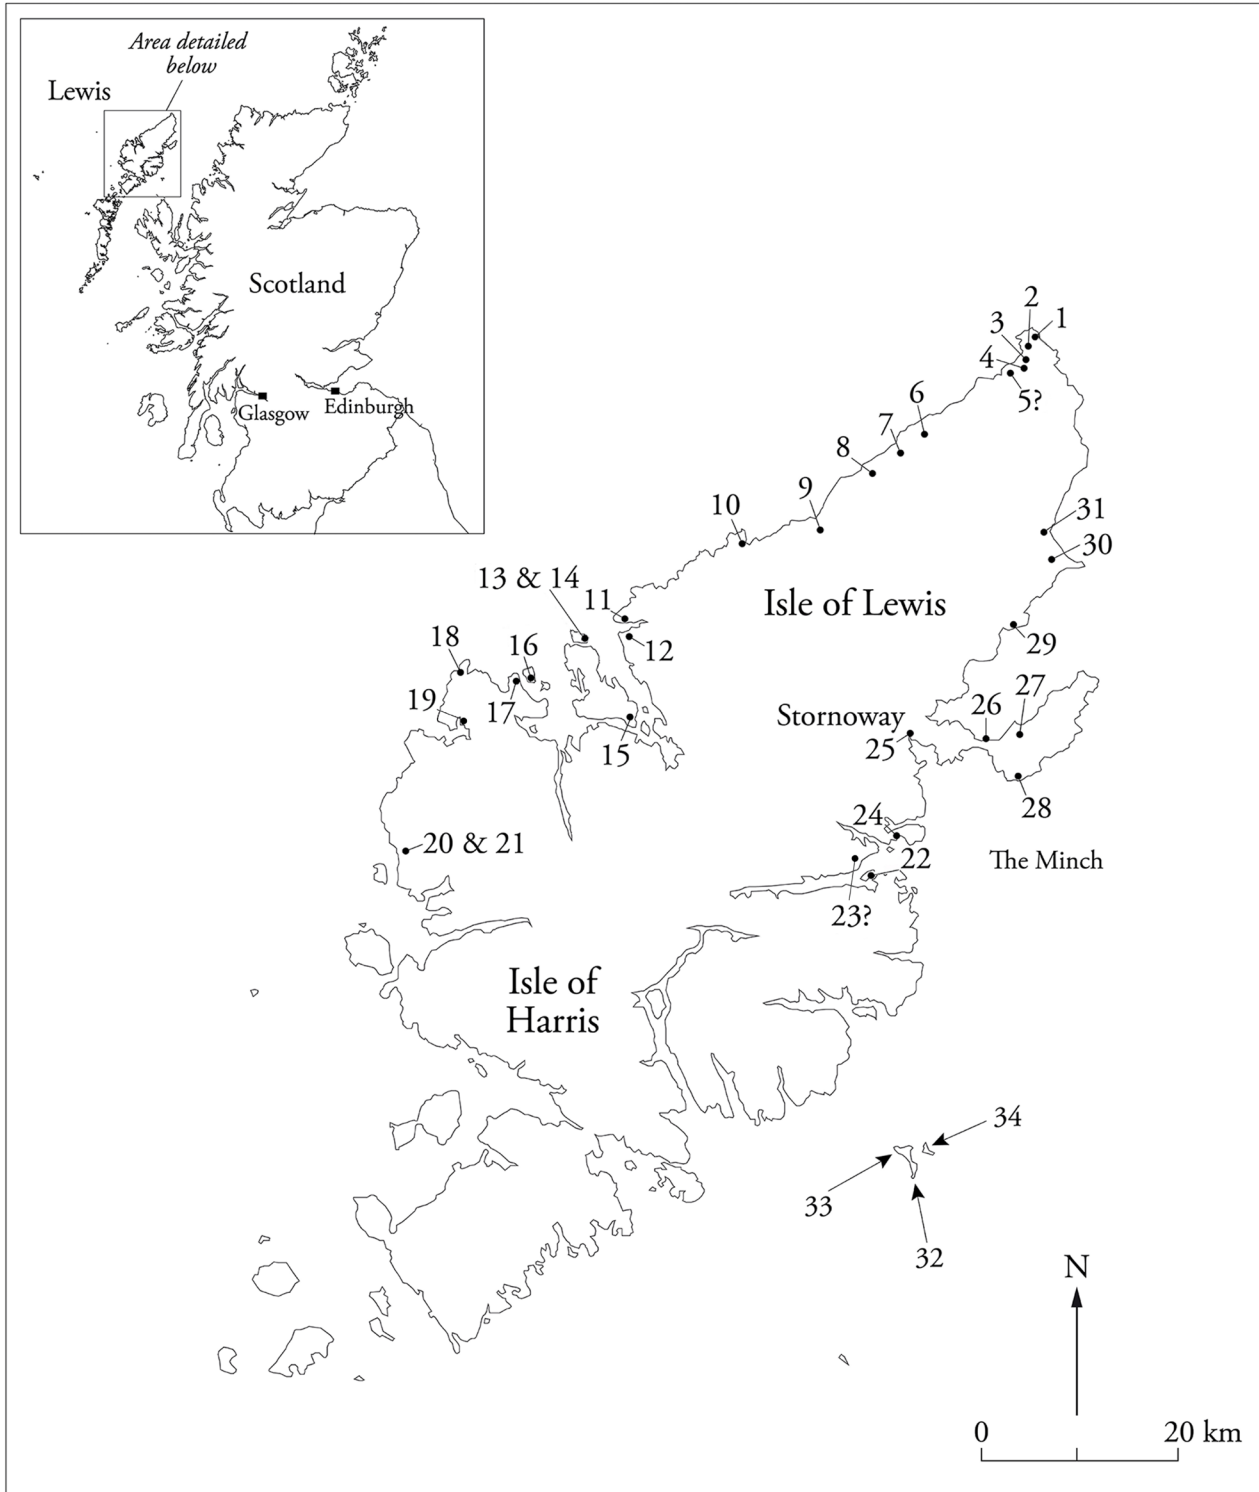 Area detailed
below
Lewis
Scotland
Glasgow
Edinburgh
2
1
3
4
5?
6
7
8
9
10
31
30
13 & 14
11
Isle of Lewis
12
29
18
16
19
17
27
26
Stornoway
25
15
28
24
20 & 21
22
The Minch
23?
Isle of
Harris
34
33
32
N
0
20 km